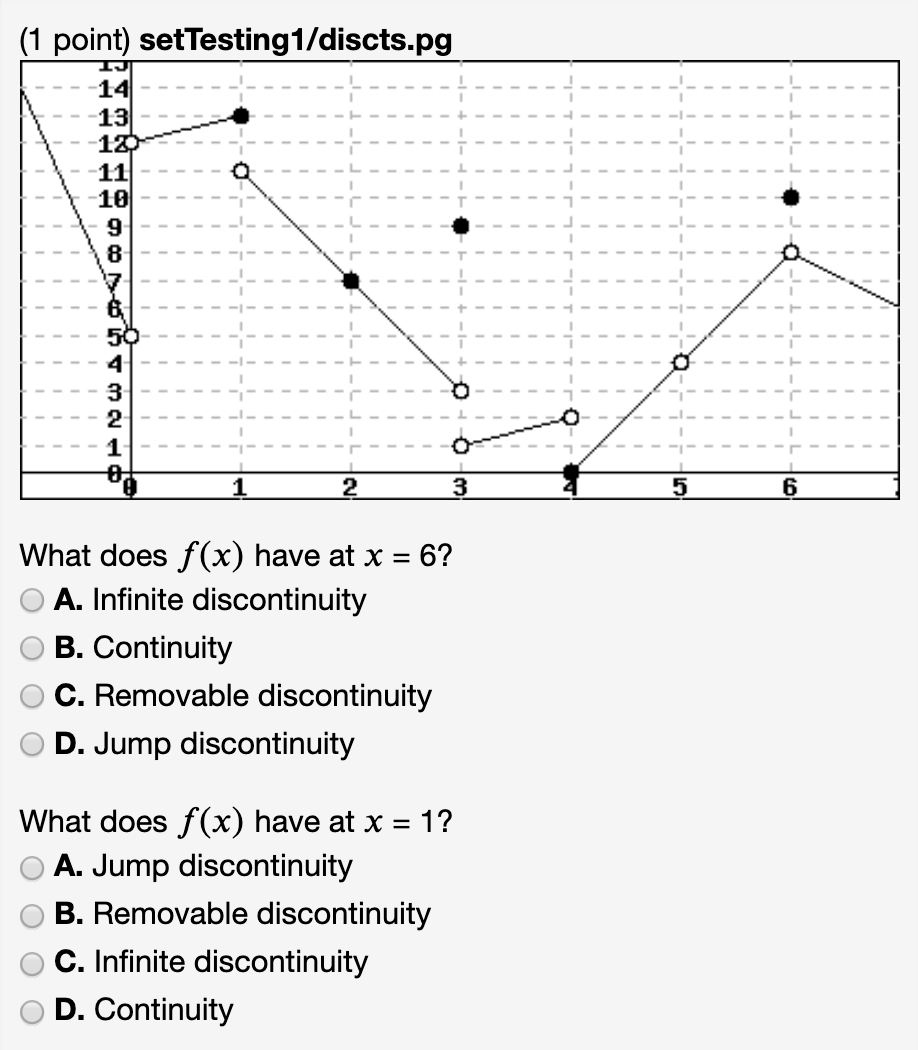 (1 point) setTesting1/discts.pg
14
13
12
11
10
9
8
7
6
5
4
3
2
1
0
0 1 2 3 4 5 6
What does f(x) have at x = 6?
A. Infinite discontinuity
B. Continuity
C. Removable discontinuity
D. Jump discontinuity
What does f(x) have at x = 1?
A. Jump discontinuity
B. Removable discontinuity
C. Infinite discontinuity
D. Continuity